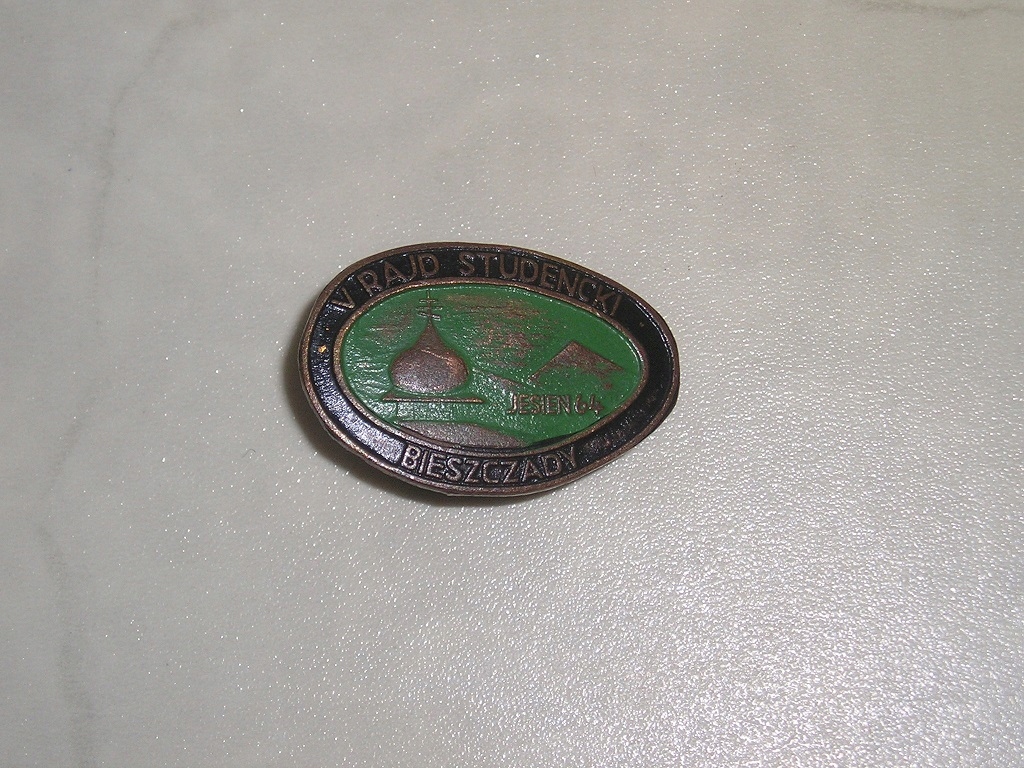 V RAJD STUDENCKI
JESIEŃ 64
BIESZCZADY